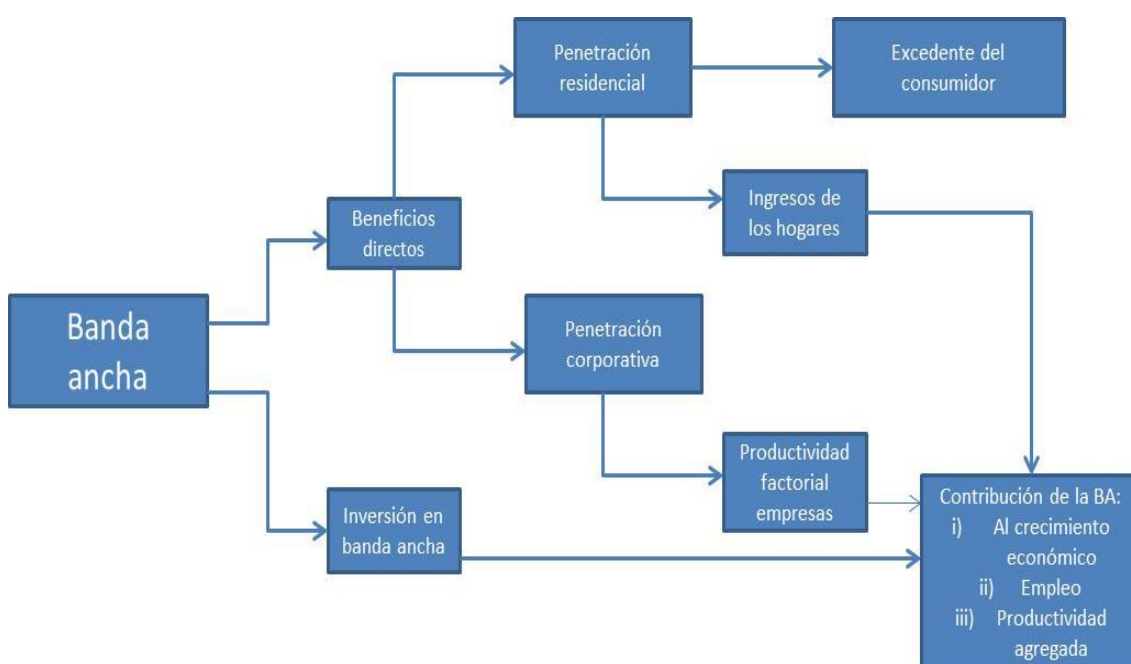 Penetración
residencial
Excedente del
consumidor
Beneficios
directos
Ingresos de
los hogares
Banda
ancha
Penetración
corporativa
Productividad
factorial
empresas
Inversión en
banda ancha
Contribución de la BA:
i) Al crecimiento
económico
ii) Empleo
iii) Productividad
agregada